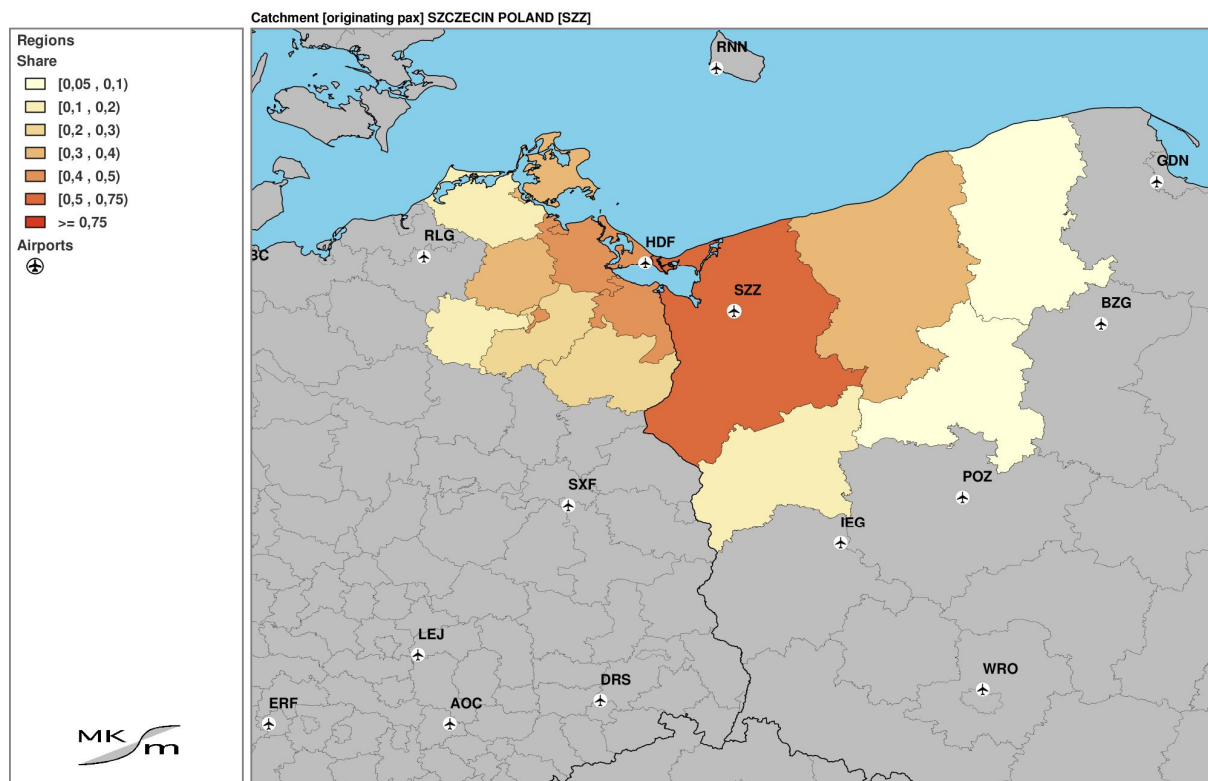 Catchment [originating pax] SZCZECIN POLAND [SZZ]
Regions
Share
[0,05 , 0,1)
[0,1 , 0,2)
[0,2 , 0,3)
[0,3 , 0,4)
[0,4 , 0,5)
[0,5 , 0,75)
>= 0,75
Airports
RNN
GDN
RLG
HDF
BC
SZZ
BZG
SXF
POZ
IEG
LEJ
DRS
WRO
ERF
AOC
MK
m